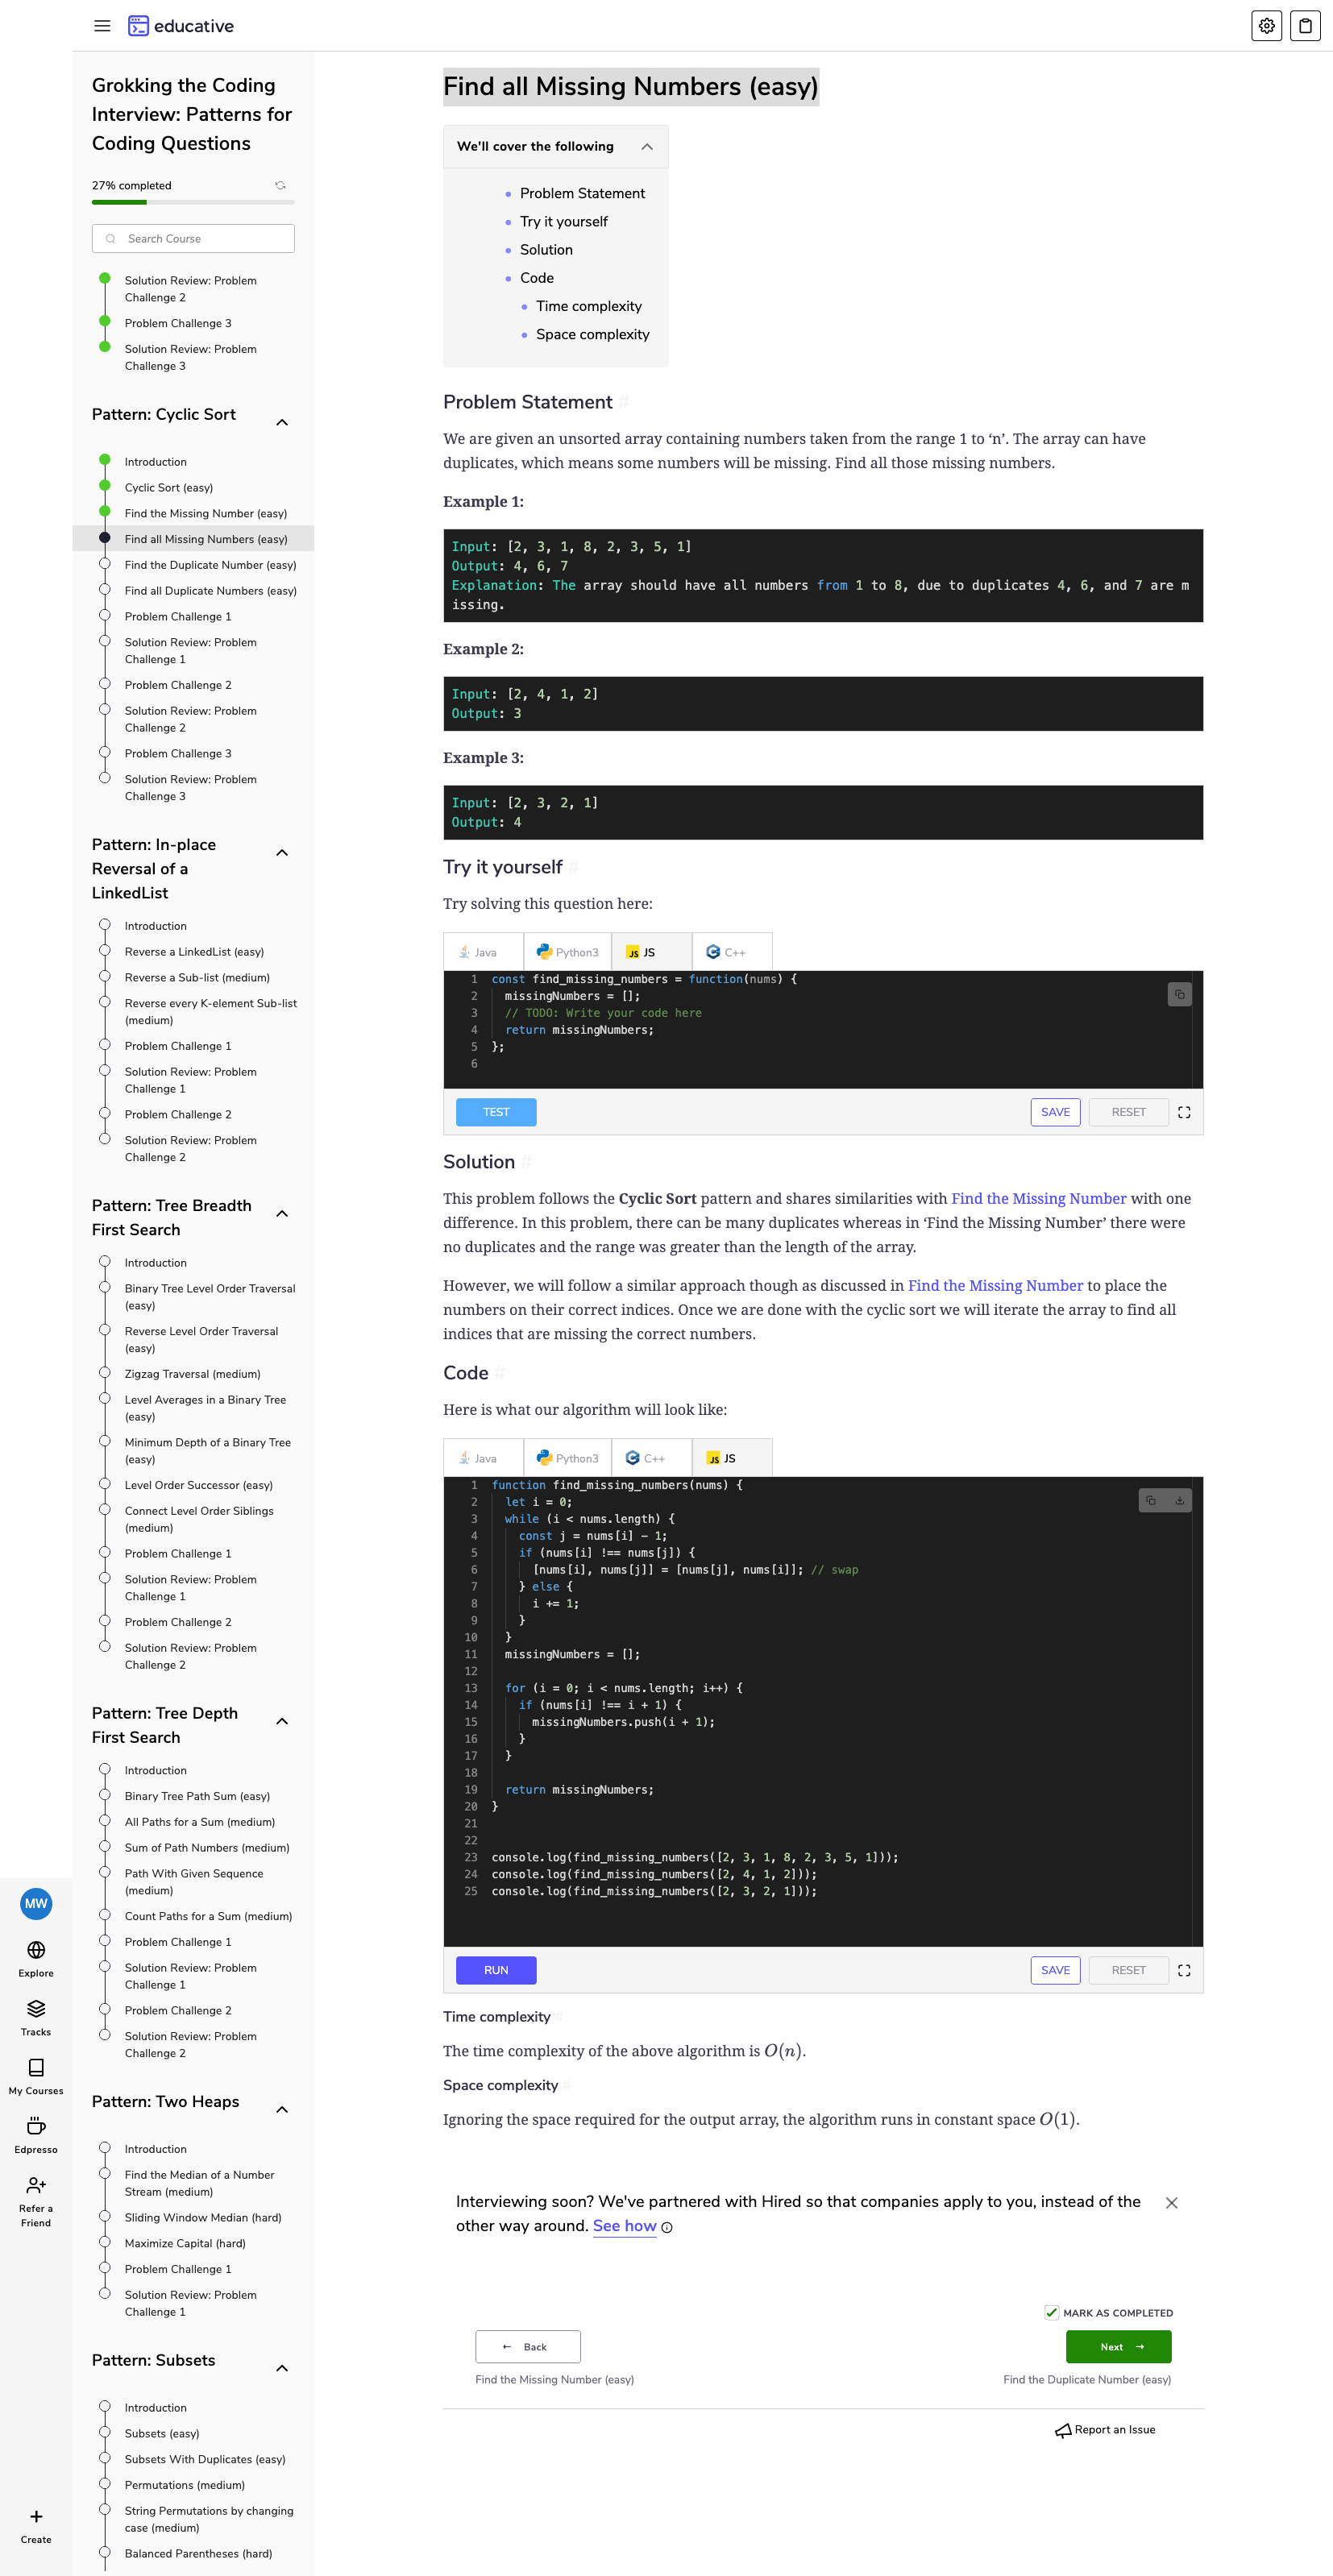 educative
Grokking the Coding
Interview: Patterns for
Coding Questions
27% completed
Search Course
Solution Review: Problem
Challenge 2
Problem Challenge 3
Solution Review: Problem
Challenge 3
Pattern: Cyclic Sort
Introduction
Cyclic Sort (easy)
Find the Missing Number (easy)
Find all Missing Numbers (easy)
Find the Duplicate Number (easy)
Find all Duplicate Numbers (easy)
Problem Challenge 1
Solution Review: Problem
Challenge 1
Problem Challenge 2
Solution Review: Problem
Challenge 2
Problem Challenge 3
Solution Review: Problem
Challenge 3
Pattern: In-place
Reversal of a
LinkedList
Introduction
Reverse a LinkedList (easy)
Reverse a Sub-list (medium)
Reverse every K-element Sub-list
(medium)
Problem Challenge 1
Solution Review: Problem
Challenge 1
Problem Challenge 2
Solution Review: Problem
Challenge 2
Pattern: Tree Breadth
First Search
Introduction
Binary Tree Level Order Traversal
(easy)
Reverse Level Order Traversal
(easy)
Zigzag Traversal (medium)
Level Averages in a Binary Tree
(easy)
Minimum Depth of a Binary Tree
(easy)
Level Order Successor (easy)
Connect Level Order Siblings
(medium)
Problem Challenge 1
Solution Review: Problem
Challenge 1
Problem Challenge 2
Solution Review: Problem
Challenge 2
Pattern: Tree Depth
First Search
Introduction
Binary Tree Path Sum (easy)
All Paths for a Sum (medium)
Sum of Path Numbers (medium)
Path With Given Sequence
(medium)
Count Paths for a Sum (medium)
Problem Challenge 1
Solution Review: Problem
Challenge 1
Problem Challenge 2
Solution Review: Problem
Challenge 2
Pattern: Two Heaps
Introduction
Find the Median of a Number
Stream (medium)
Sliding Window Median (hard)
Maximize Capital (hard)
Problem Challenge 1
Solution Review: Problem
Challenge 1
Pattern: Subsets
Introduction
Subsets (easy)
Subsets With Duplicates (easy)
Permutations (medium)
String Permutations by changing
case (medium)
Balanced Parentheses (hard)
MW
Explore
Tracks
My Courses
Edpresso
Refer a
Friend
Create
Find all Missing Numbers (easy)
We'll cover the following
Problem Statement
Try it yourself
Solution
Code
Time complexity
Space complexity
Problem Statement #
We are given an unsorted array containing numbers taken from the range 1 to ‘n’. The array can have
duplicates, which means some numbers will be missing. Find all those missing numbers.
Example 1:
Input: [2, 3, 1, 8, 2, 3, 5, 1]
Output: 4, 6, 7
Explanation: The array should have all numbers from 1 to 8, due to duplicates 4, 6, and 7 are m
issing.
Example 2:
Input: [2, 4, 1, 2]
Output: 3
Example 3:
Input: [2, 3, 2, 1]
Output: 4
Try it yourself #
Try solving this question here:
Java Python3 JS JS C++
1 const find_missing_numbers = function(nums) {
2 missingNumbers = [];
3 // TODO: Write your code here
4 return missingNumbers;
5 };
6
TEST SAVE RESET
Solution #
This problem follows the Cyclic Sort pattern and shares similarities with Find the Missing Number with one
difference. In this problem, there can be many duplicates whereas in ‘Find the Missing Number’ there were
no duplicates and the range was greater than the length of the array.
However, we will follow a similar approach though as discussed in Find the Missing Number to place the
numbers on their correct indices. Once we are done with the cyclic sort we will iterate the array to find all
indices that are missing the correct numbers.
Code #
Here is what our algorithm will look like:
Java Python3 C++ JS JS
1 function find_missing_numbers(nums) {
2 let i = 0;
3 while (i < nums.length) {
4 const j = nums[i] - 1;
5 if (nums[i] !== nums[j]) {
6 [nums[i], nums[j]] = [nums[j], nums[i]]; // swap
7 } else {
8 i += 1;
9 }
10 }
11 missingNumbers = [];
12
13 for (i = 0; i < nums.length; i++) {
14 if (nums[i] !== i + 1) {
15 missingNumbers.push(i + 1);
16 }
17 }
18
19 return missingNumbers;
20 }
21
22
23 console.log(find_missing_numbers([2, 3, 1, 8, 2, 3, 5, 1]));
24 console.log(find_missing_numbers([2, 4, 1, 2]));
25 console.log(find_missing_numbers([2, 3, 2, 1]));
RUN SAVE RESET
Time complexity #
The time complexity of the above algorithm is O(n).
Space complexity #
Ignoring the space required for the output array, the algorithm runs in constant space O(1).
Interviewing soon? We've partnered with Hired so that companies apply to you, instead of the
other way around. See how
MARK AS COMPLETED
← Back
Next →
Find the Missing Number (easy)
Find the Duplicate Number (easy)
Report an Issue